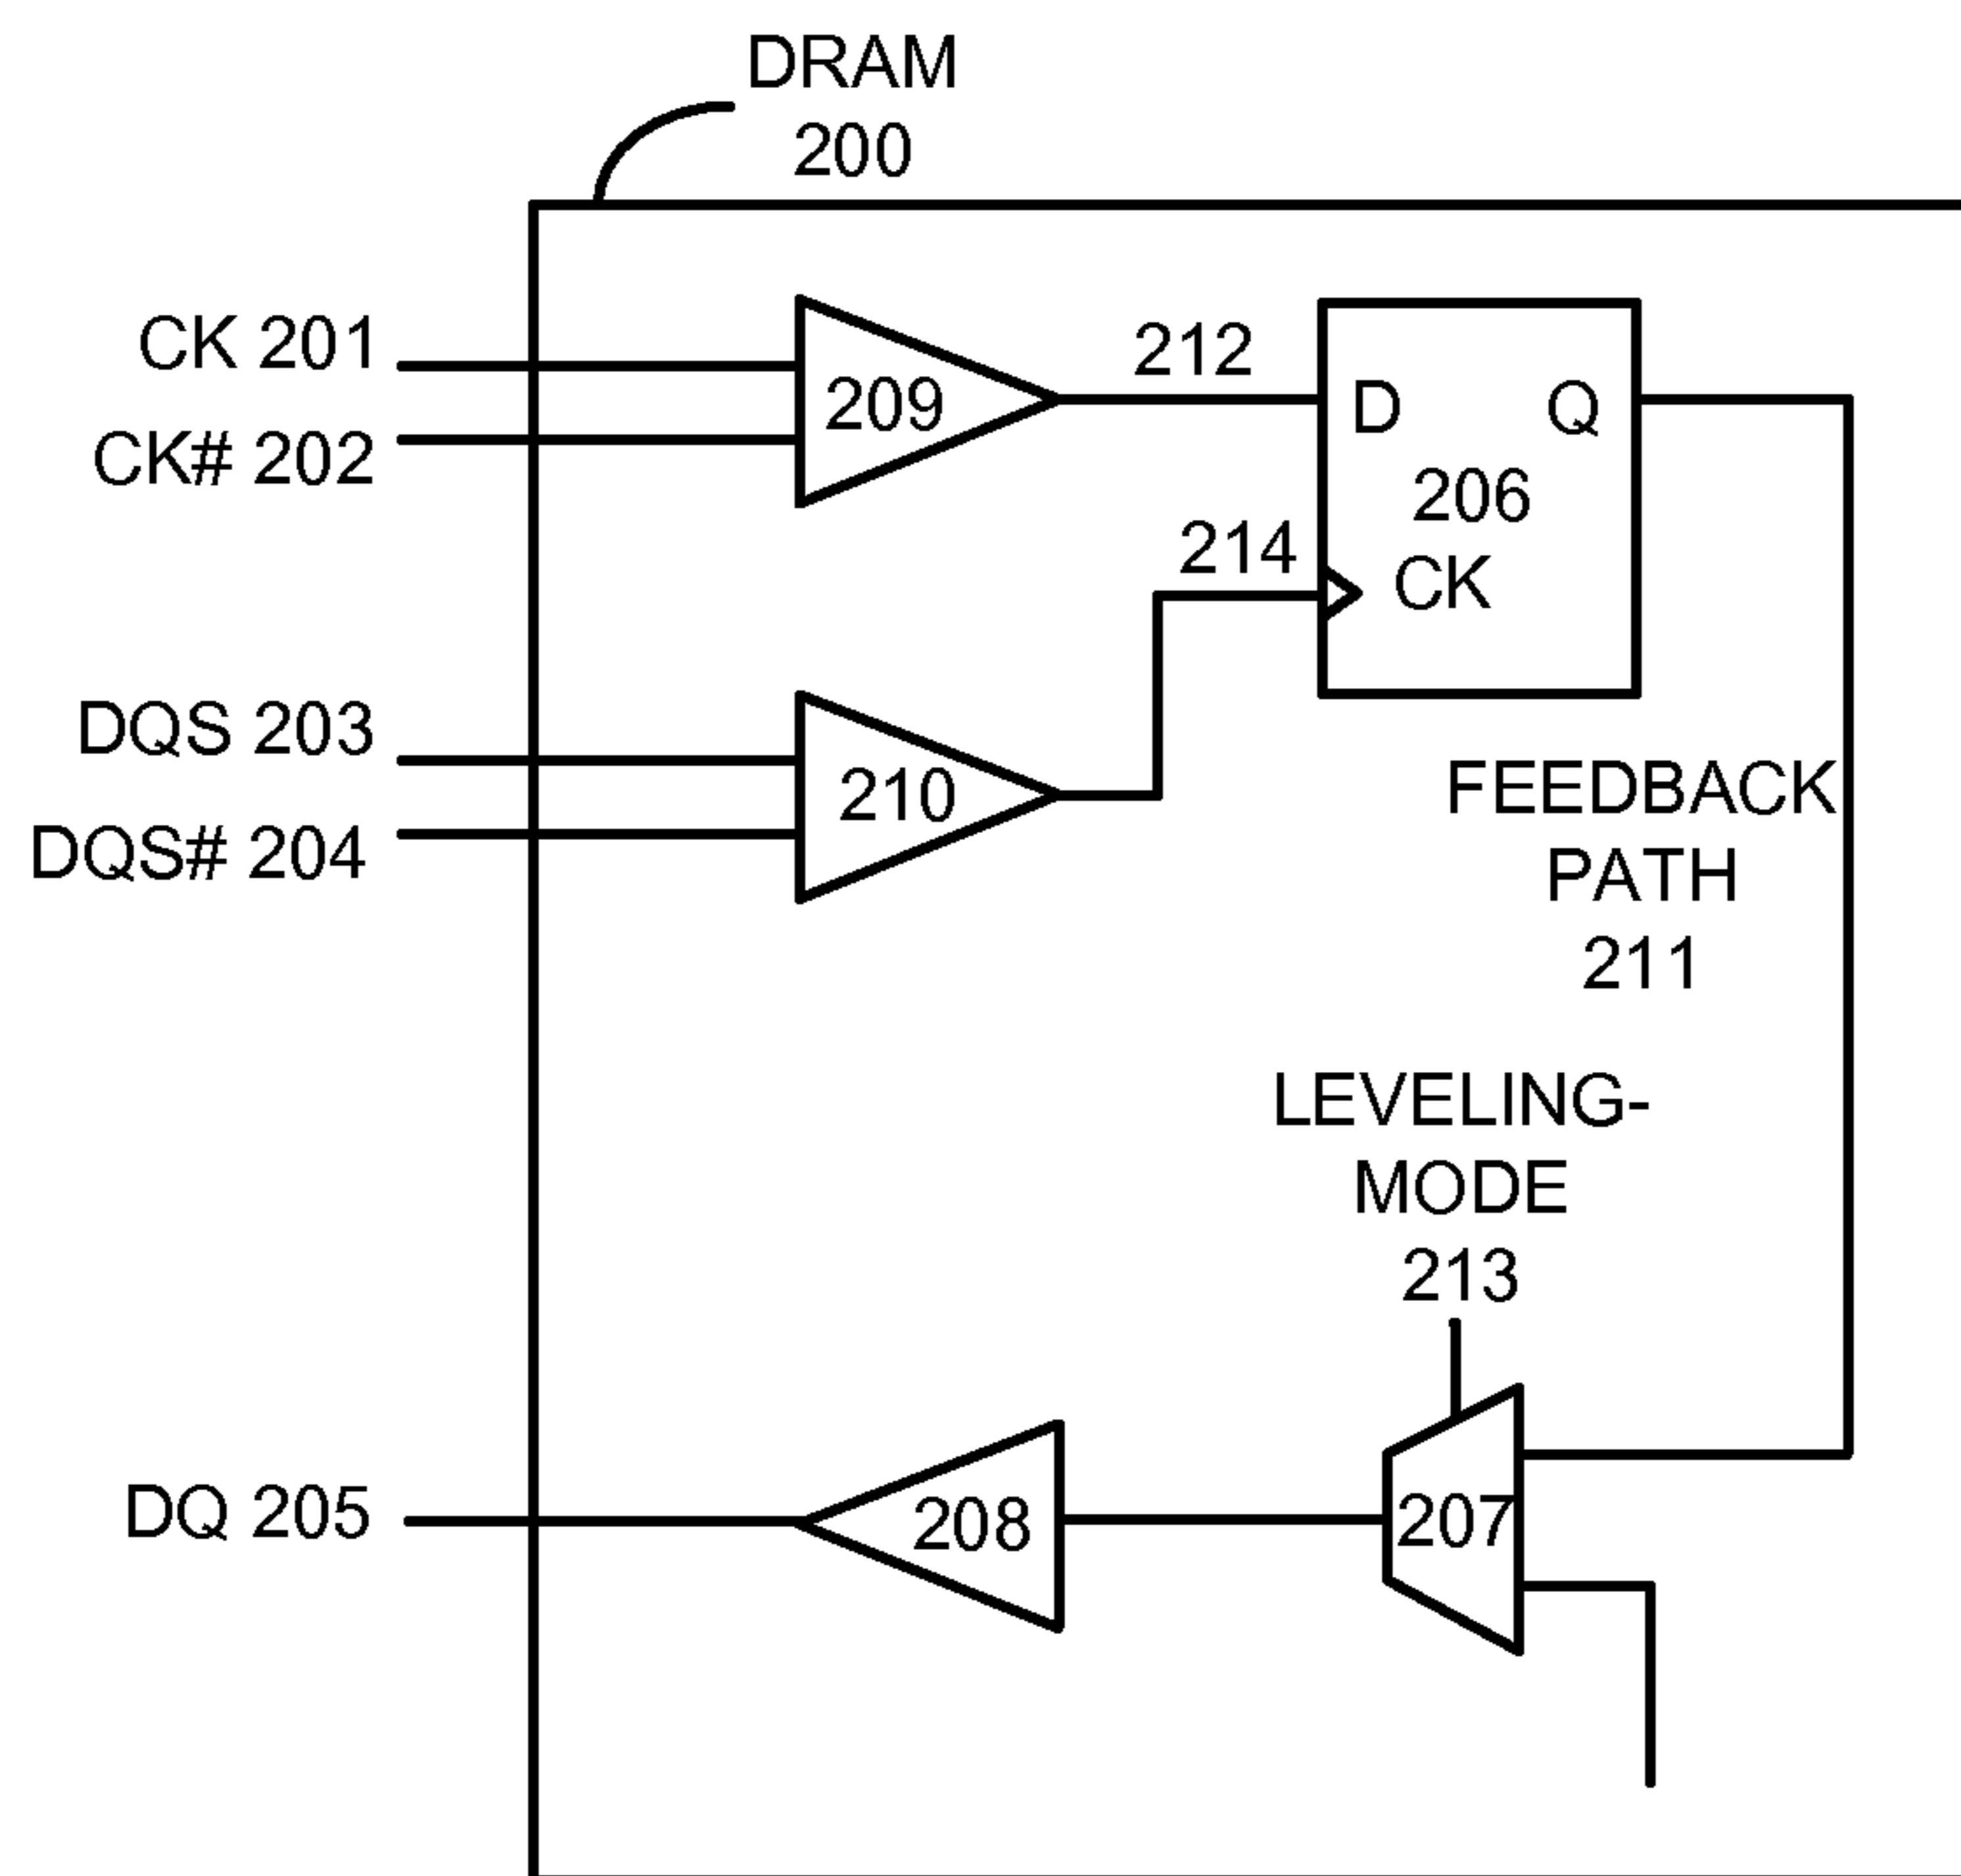 DRAM
200
CK 201
CK# 202
209
212
D Q
206
CK
214
DQS 203
DQS# 204
210
FEEDBACK
PATH
211
LEVELING-
MODE
213
DQ 205
208
207